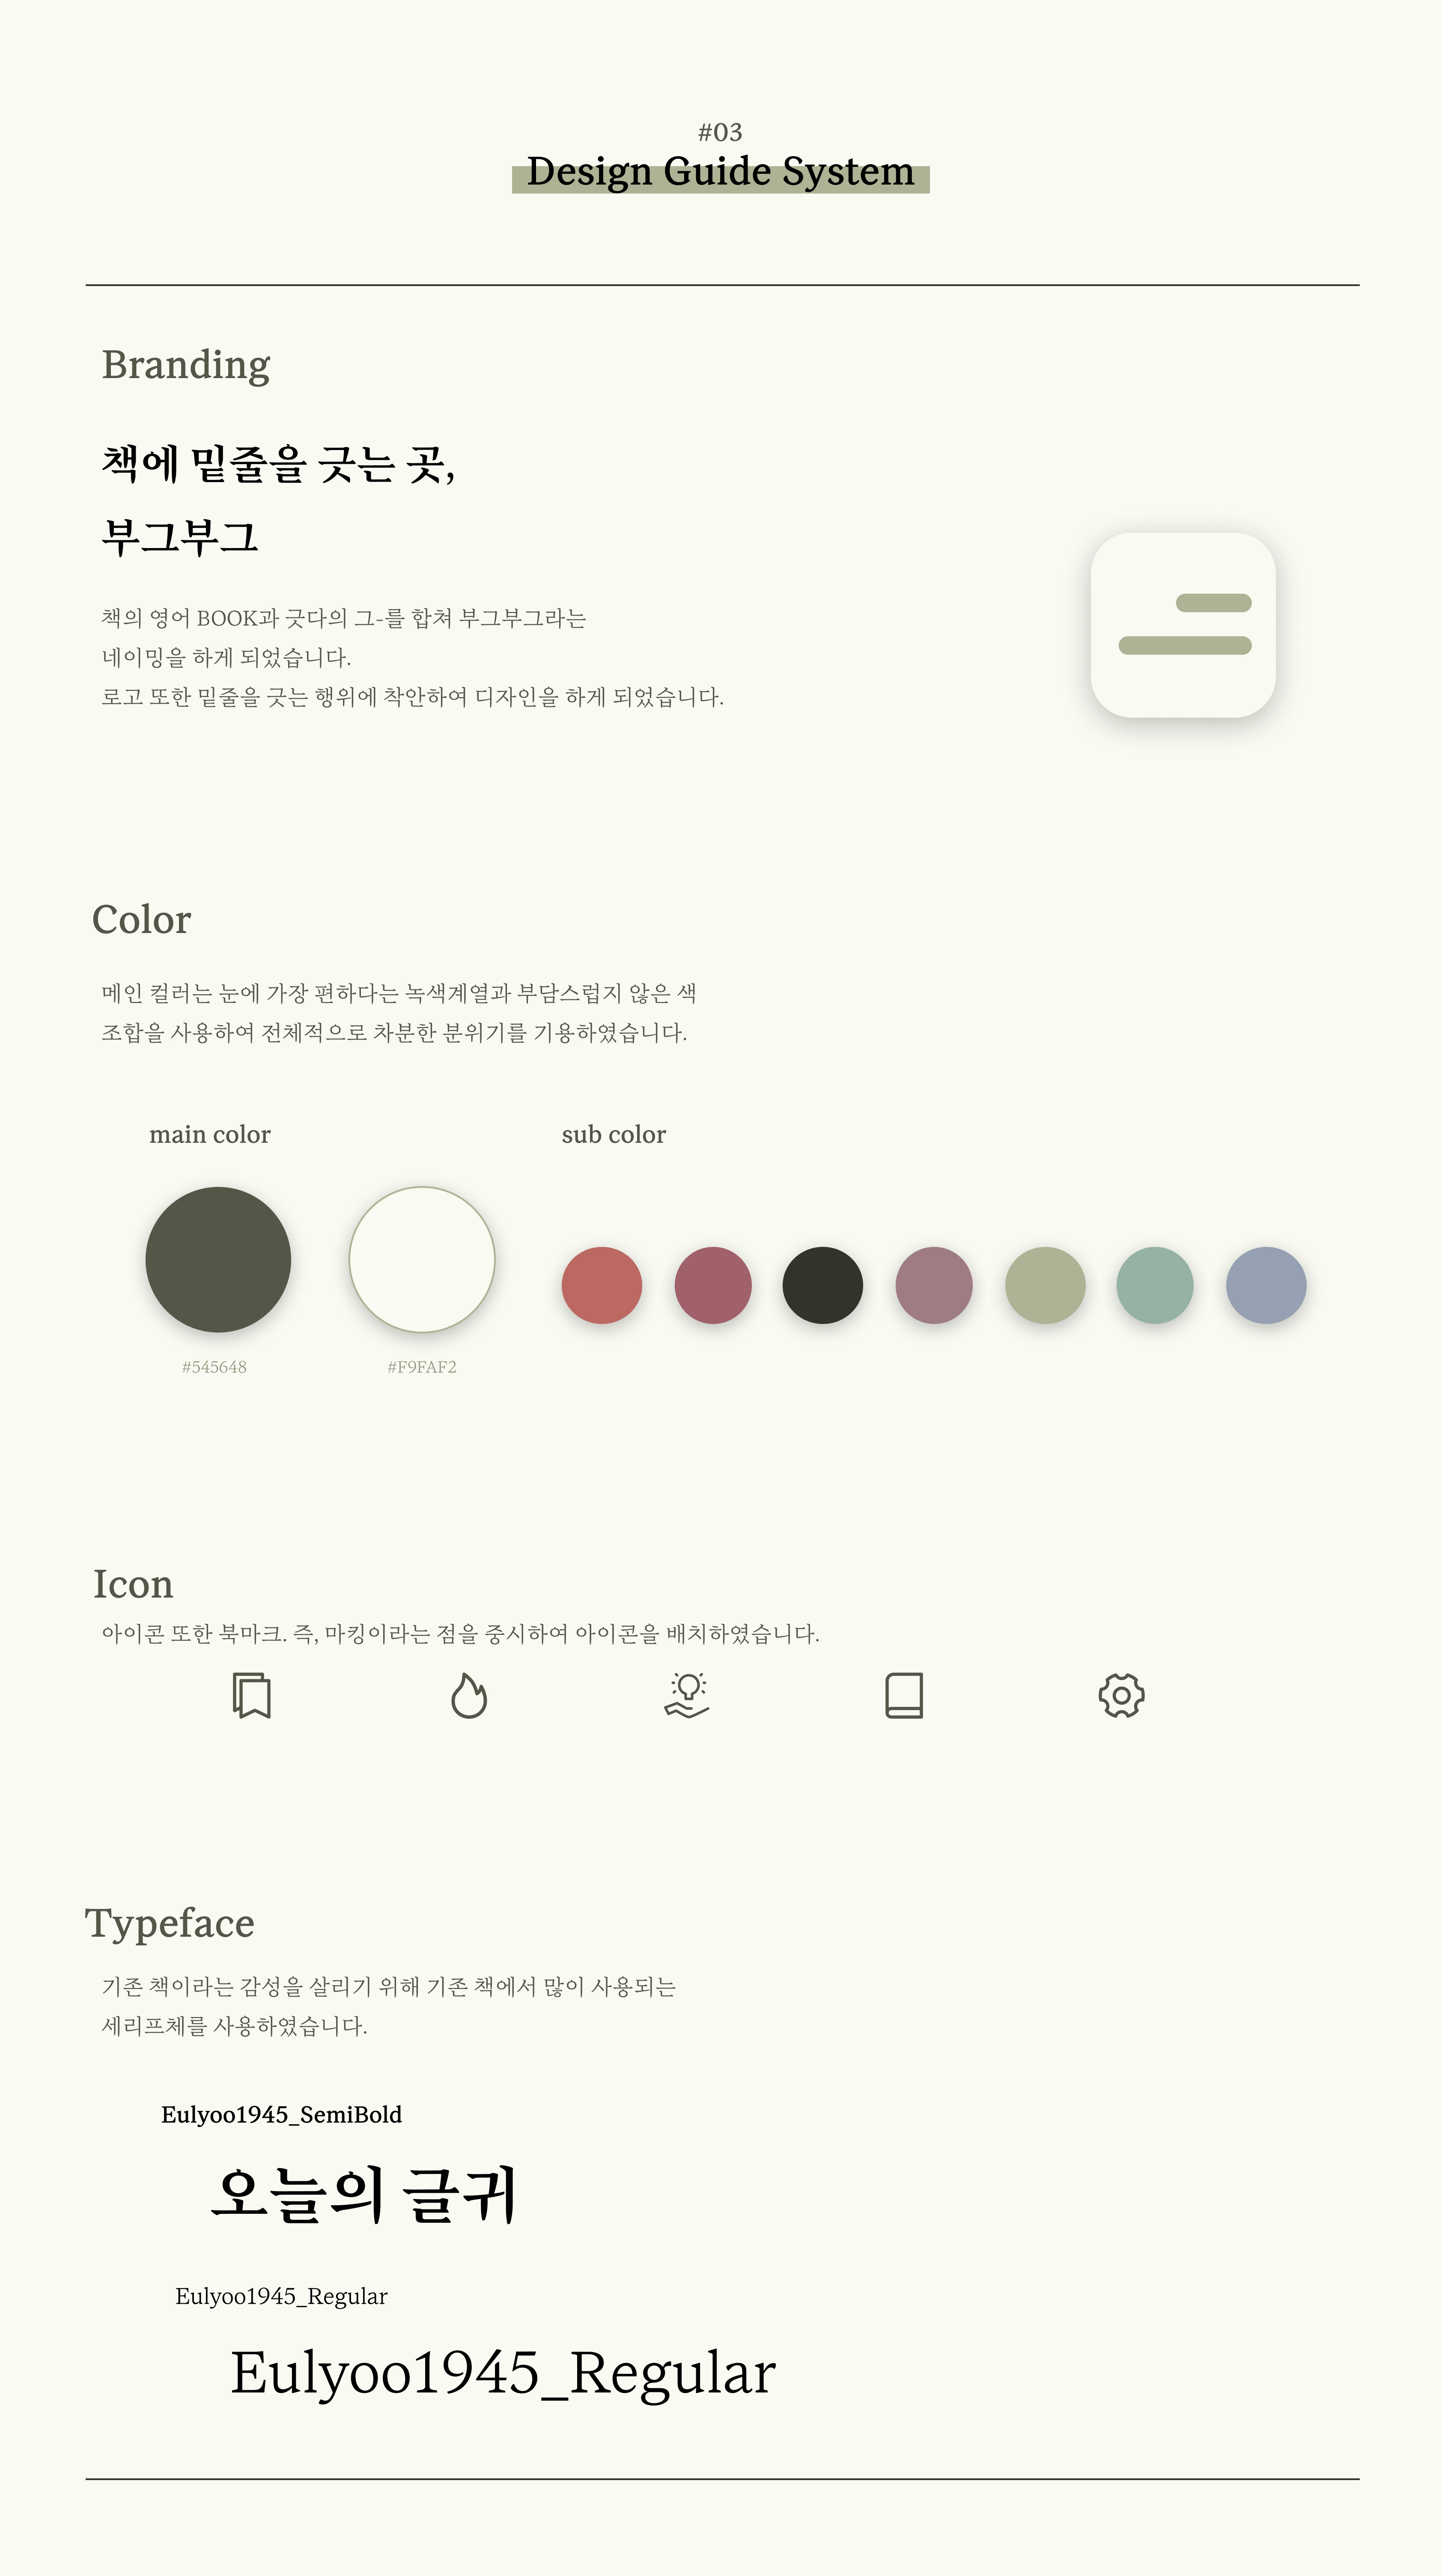 #03
Design Guide System
Branding
책에 밑줄을 긋는 곳,
부그부그
책의 영어 BOOK과 긋다의 그-를 합쳐 부그부그라는
네이밍을 하게 되었습니다.
로고 또한 밑줄을 긋는 행위에 착안하여 디자인을 하게 되었습니다.
Color
메인 컬러는 눈에 가장 편하다는 녹색계열과 부담스럽지 않은 색
조합을 사용하여 전체적으로 차분한 분위기를 기용하였습니다.
main color
sub color
#545648
#F9FAF2
Icon
아이콘 또한 북마크. 즉, 마킹이라는 점을 중시하여 아이콘을 배치하였습니다.
Typeface
기존 책이라는 감성을 살리기 위해 기존 책에서 많이 사용되는
세리프체를 사용하였습니다.
Eulyoo1945_SemiBold
오늘의 글귀
Eulyoo1945_Regular
Eulyoo1945_Regular